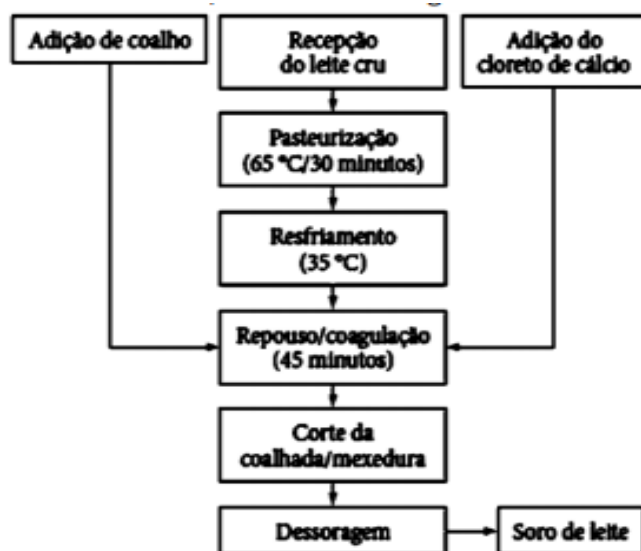 Adição de coalho
Recepção
do leite cru
Adição do
cloreto de cálcio
Pasteurização
(65 °C/30 minutos)
Resfriamento
(35 °C)
Repouso/coagulação
(45 minutos)
Corte da
coalhada/mexedura
Dessoragem
Soro de leite